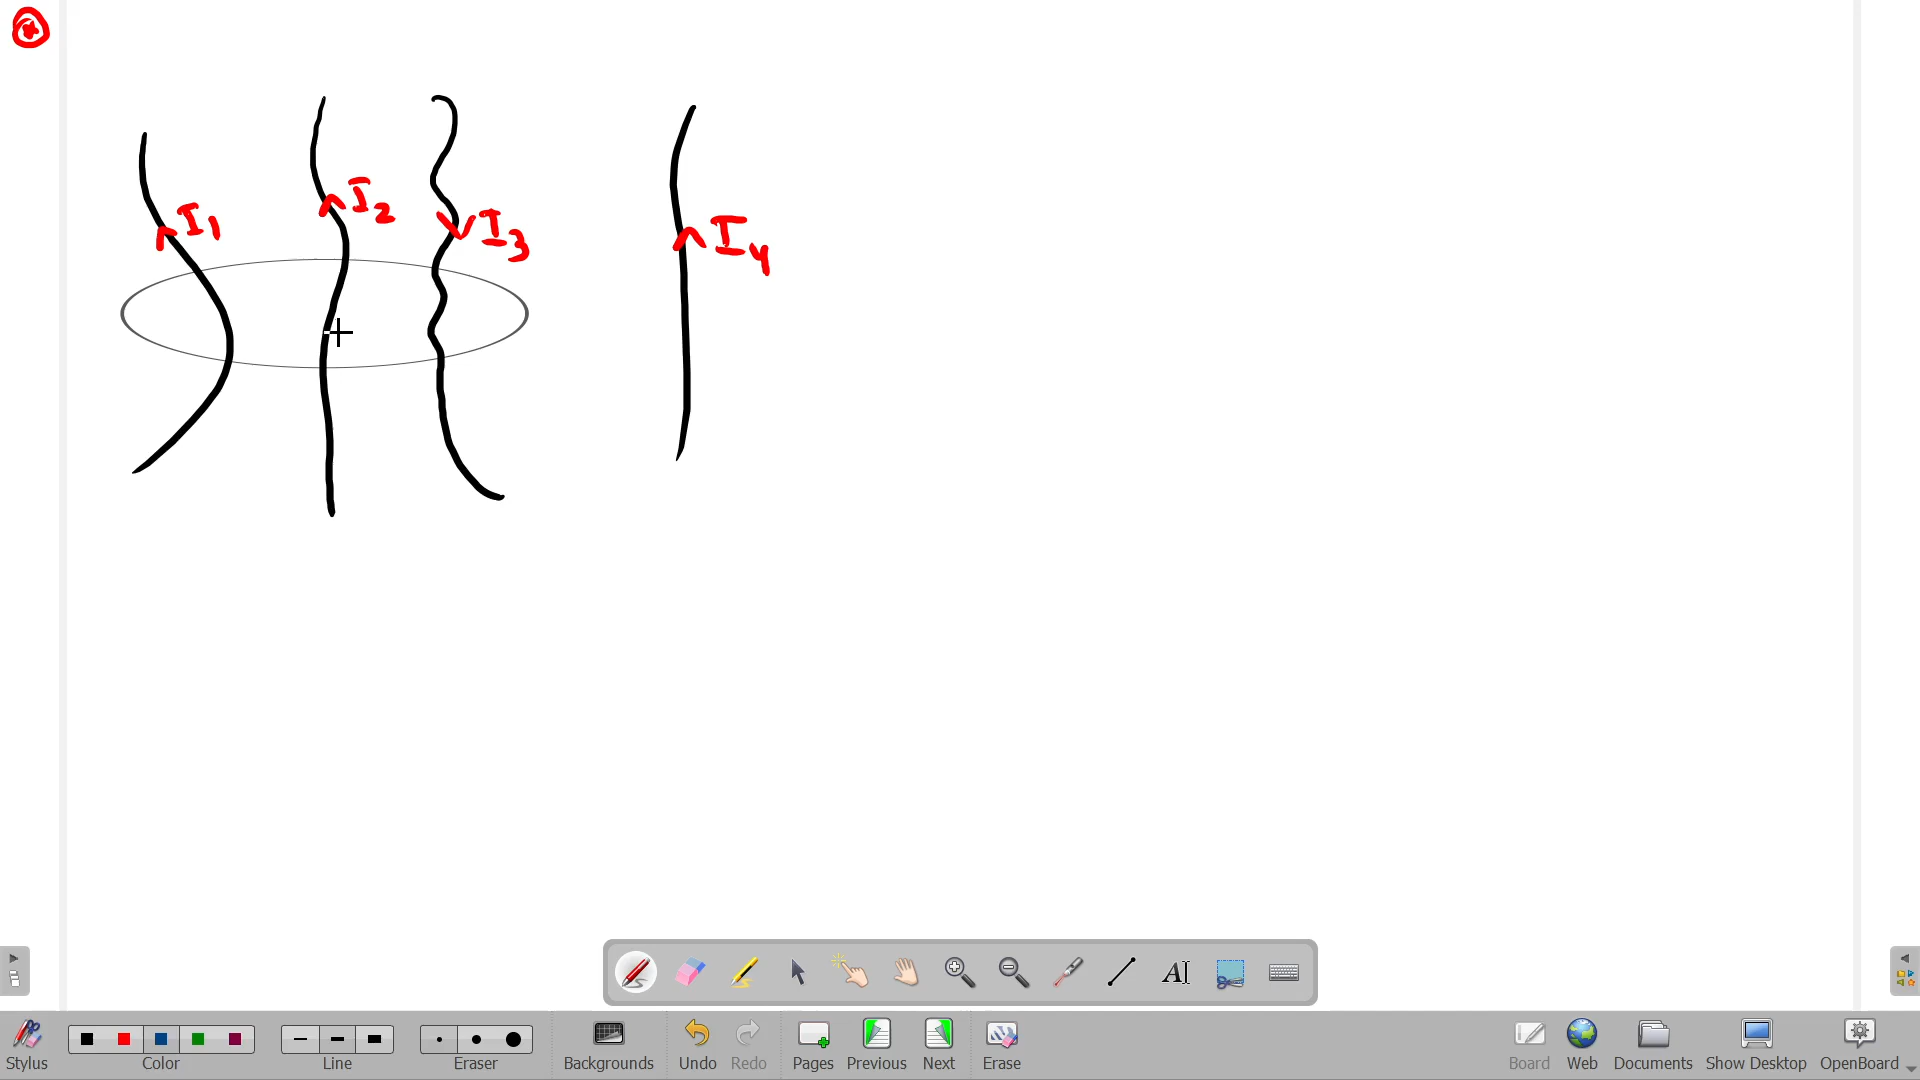 I1
I2
I3
I4
Stylus
Color
Line
Eraser
Backgrounds
Undo
Redo
Pages
Previous
Next
Erase
Board
Web
Documents
Show Desktop
OpenBoard